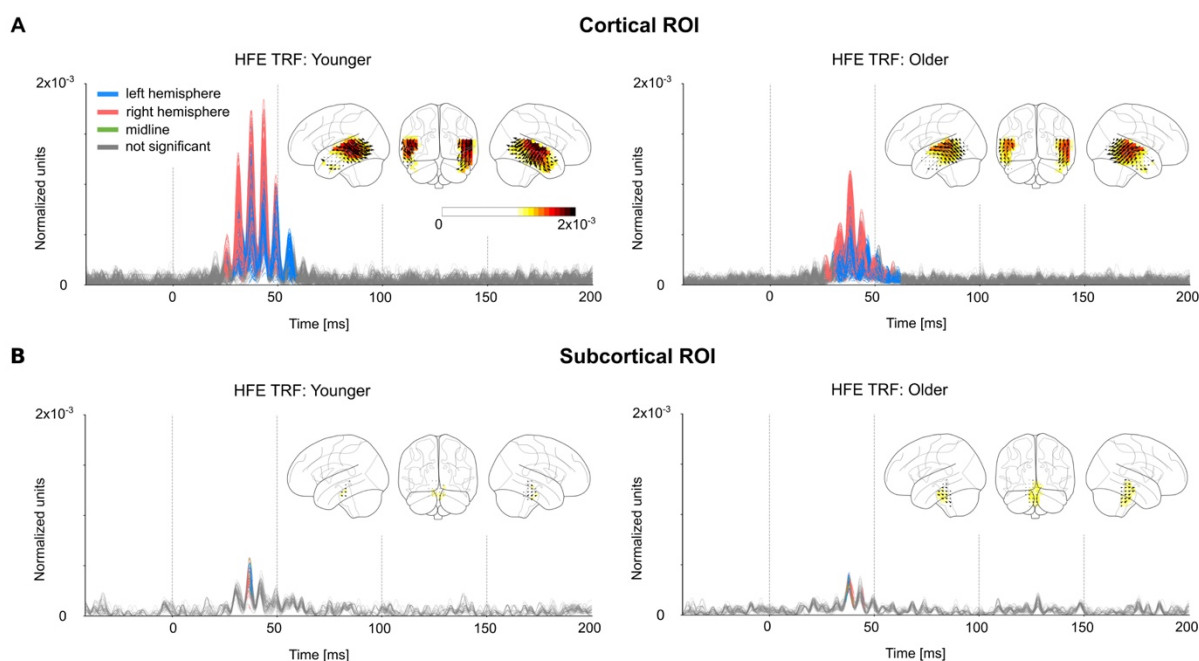 A
Cortical ROI
HFE TRF: Younger
2x10⁻³
left hemisphere
right hemisphere
midline
not significant
Normalized units
0
2x10⁻³
0
0 50 100 150 200
Time [ms]
HFE TRF: Older
2x10⁻³
Normalized units
0
0 50 100 150 200
Time [ms]
B
Subcortical ROI
HFE TRF: Younger
2x10⁻³
Normalized units
0
0 50 100 150 200
Time [ms]
HFE TRF: Older
2x10⁻³
Normalized units
0
0 50 100 150 200
Time [ms]